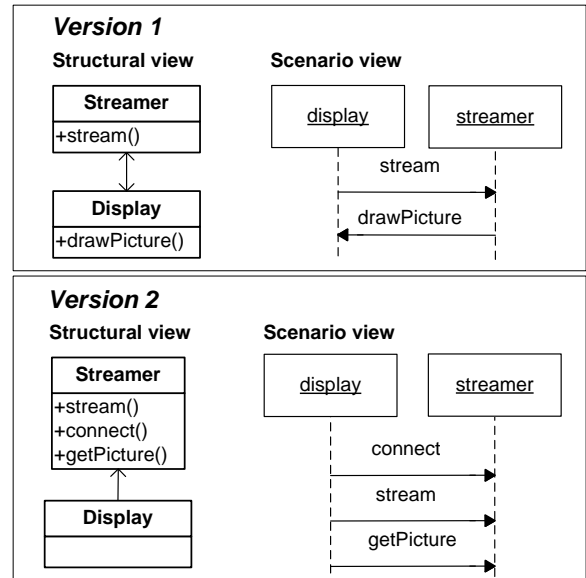 Version 1
Structural view
Scenario view
Streamer
+stream()
Display
+drawPicture()
display
streamer
stream
drawPicture
Version 2
Structural view
Scenario view
Streamer
+stream()
+connect()
+getPicture()
Display
display
streamer
connect
stream
getPicture